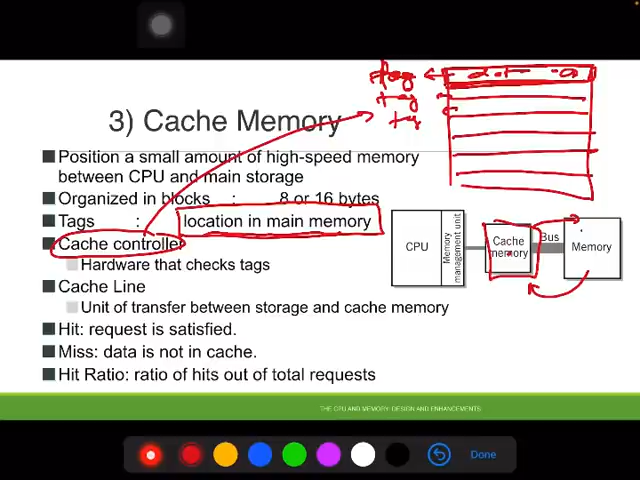 tag data
tag
tag
3) Cache Memory
Position a small amount of high-speed memory
between CPU and main storage
Organized in blocks : 8 or 16 bytes
Tags : location in main memory
Cache controller
Hardware that checks tags
Cache Line
Unit of transfer between storage and cache memory
Hit: request is satisfied.
Miss: data is not in cache.
Hit Ratio: ratio of hits out of total requests
CPU
Memory
management unit
Cache
memory
Bus
Memory
THE CPU AND MEMORY: DESIGN AND ENHANCEMENTS
Done